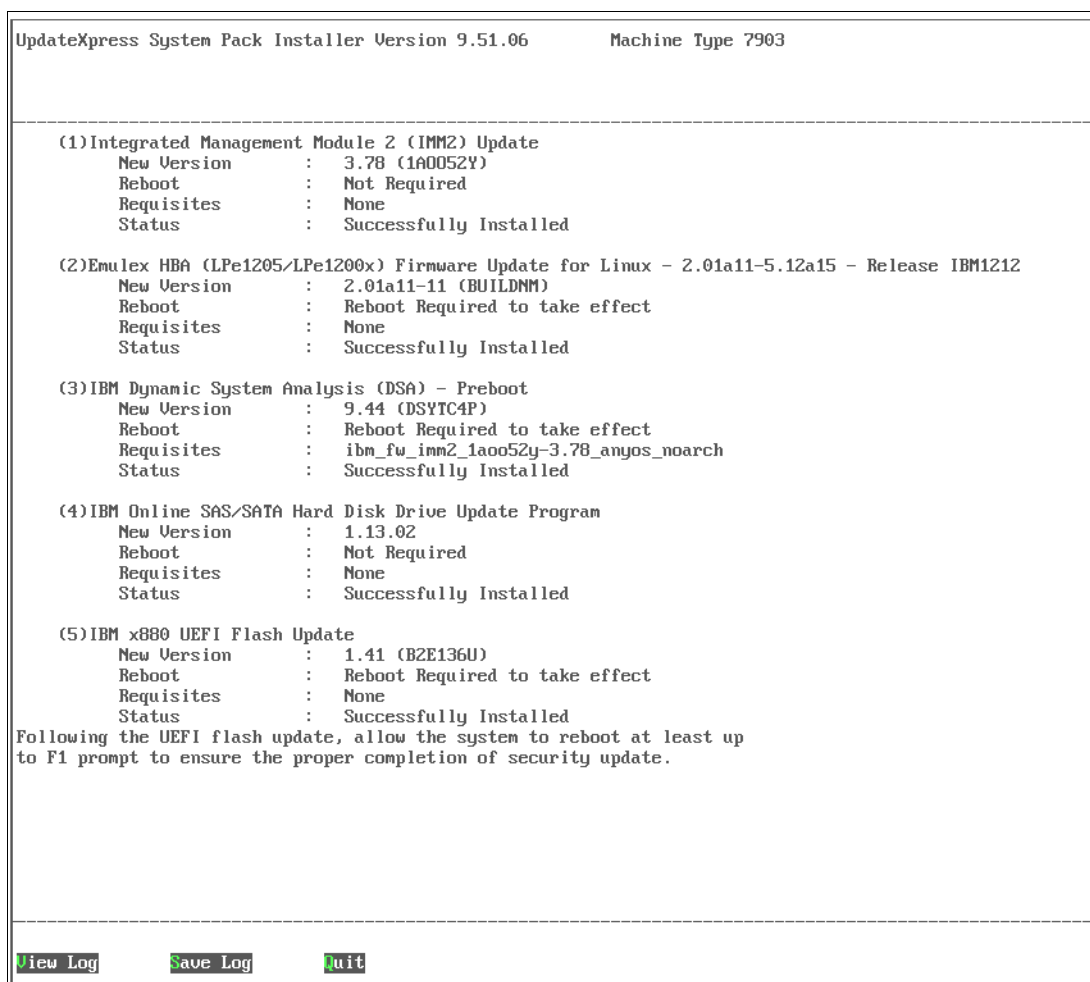 UpdateXpress System Pack Installer Version 9.51.06 Machine Type 7903
(1)Integrated Management Module 2 (IMM2) Update
New Version : 3.78 (1AOO52Y)
Reboot : Not Required
Requisites : None
Status : Successfully Installed
(2)Emulex HBA (LPe1205/LPe1200x) Firmware Update for Linux - 2.01a11-5.12a15 - Release IBM1212
New Version : 2.01a11-11 (BUILDNM)
Reboot : Reboot Required to take effect
Requisites : None
Status : Successfully Installed
(3)IBM Dynamic System Analysis (DSA) - Preboot
New Version : 9.44 (DSYTC4P)
Reboot : Reboot Required to take effect
Requisites : ibm_fw_imm2_1aoo52y-3.78_anyos_noarch
Status : Successfully Installed
(4)IBM Online SAS/SATA Hard Disk Drive Update Program
New Version : 1.13.02
Reboot : Not Required
Requisites : None
Status : Successfully Installed
(5)IBM x880 UEFI Flash Update
New Version : 1.41 (B2E136U)
Reboot : Reboot Required to take effect
Requisites : None
Status : Successfully Installed
Following the UEFI flash update, allow the system to reboot at least up
to F1 prompt to ensure the proper completion of security update.
View Log Save Log Quit